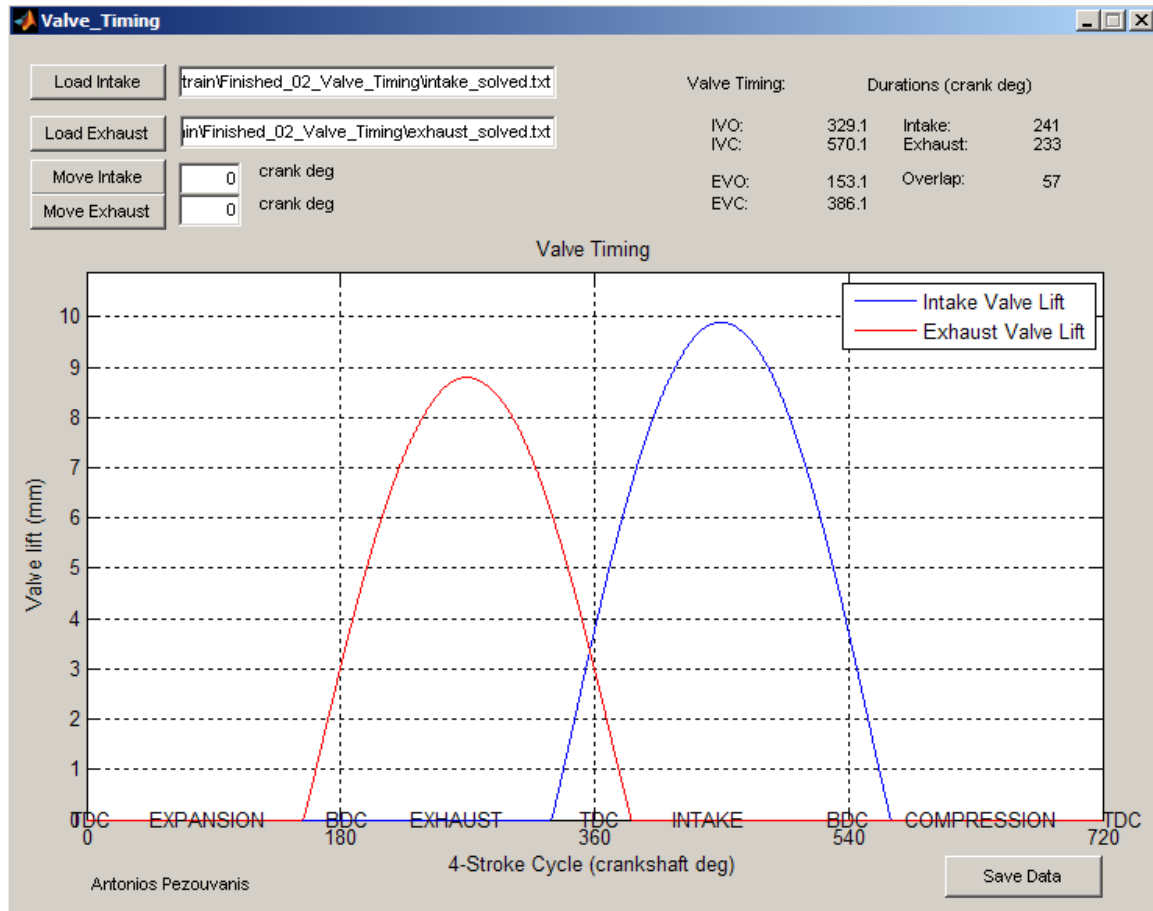 Valve_Timing
Load Intake train\Finished_02_Valve_Timing\intake_solved.txt
Load Exhaust in\Finished_02_Valve_Timing\exhaust_solved.txt
Move Intake 0 crank deg
Move Exhaust 0 crank deg
Valve Timing: Durations (crank deg)
IVO: 329.1 Intake: 241
IVC: 570.1 Exhaust: 233
EVO: 153.1 Overlap: 57
EVC: 386.1
Valve Timing
Intake Valve Lift
Exhaust Valve Lift
Valve lift (mm)
10
9
8
7
6
5
4
3
2
1
0
TDC EXPANSION BDC EXHAUST TDC INTAKE BDC COMPRESSION TDC
0 180 360 540 720
4-Stroke Cycle (crankshaft deg)
Antonios Pezouvanis
Save Data